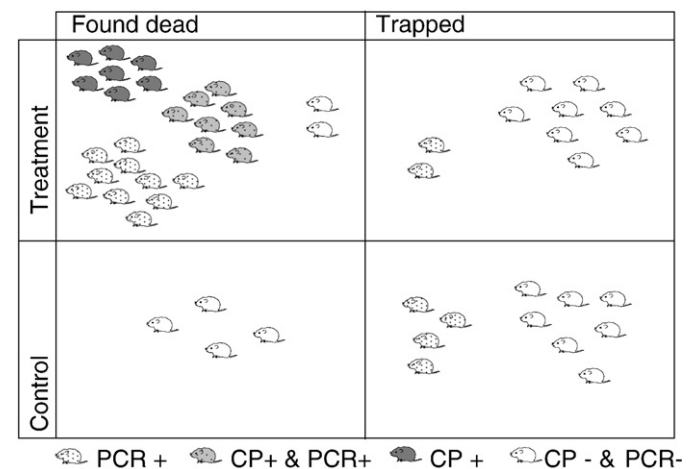 Found dead
Trapped
Treatment
Control
PCR + CP+ & PCR+ CP + CP - & PCR-